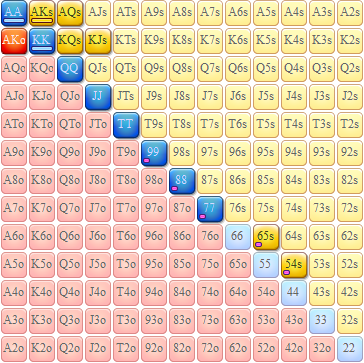 AA AKs AQs AJs ATs A9s A8s A7s A6s A5s A4s A3s A2s
AKo KK KQs KJs KTs K9s K8s K7s K6s K5s K4s K3s K2s
AQo KQo QQ QJs QTs Q9s Q8s Q7s Q6s Q5s Q4s Q3s Q2s
AJo KJo QJo JJ JTs J9s J8s J7s J6s J5s J4s J3s J2s
ATo KTo QTo JTo TT T9s T8s T7s T6s T5s T4s T3s T2s
A9o K9o Q9o J9o T9o 99 98s 97s 96s 95s 94s 93s 92s
A8o K8o Q8o J8o T8o 98o 88 87s 86s 85s 84s 83s 82s
A7o K7o Q7o J7o T7o 97o 87o 77 76s 75s 74s 73s 72s
A6o K6o Q6o J6o T6o 96o 86o 76o 66 65s 64s 63s 62s
A5o K5o Q5o J5o T5o 95o 85o 75o 65o 55 54s 53s 52s
A4o K4o Q4o J4o T4o 94o 84o 74o 64o 54o 44 43s 42s
A3o K3o Q3o J3o T3o 93o 83o 73o 63o 53o 43o 33 32s
A2o K2o Q2o J2o T2o 92o 82o 72o 62o 52o 42o 32o 22